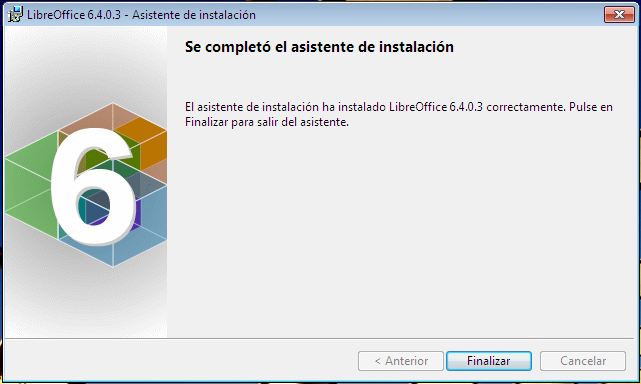 LibreOffice 6.4.0.3 - Asistente de instalación
Se completó el asistente de instalación
El asistente de instalación ha instalado LibreOffice 6.4.0.3 correctamente. Pulse en
Finalizar para salir del asistente.
6
< Anterior
Finalizar
Cancelar